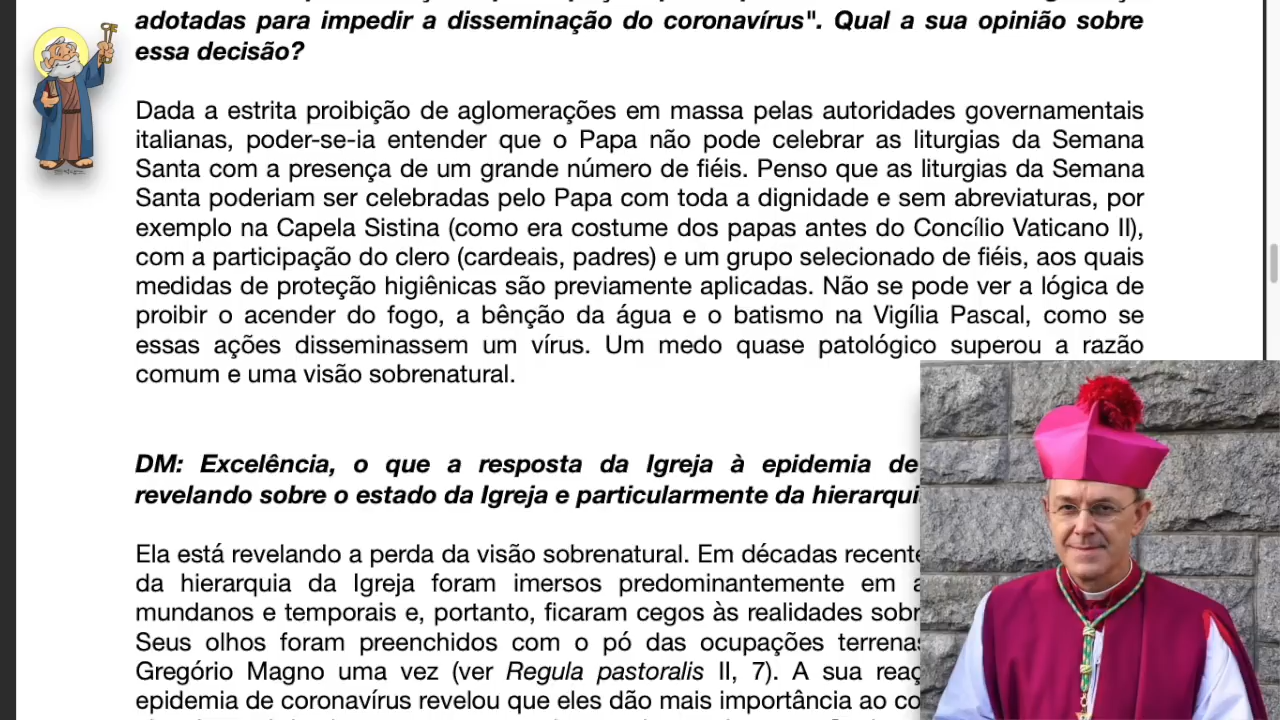 adotadas para impedir a disseminação do coronavírus". Qual a sua opinião sobre
essa decisão?
Dada a estrita proibição de aglomerações em massa pelas autoridades governamentais
italianas, poder-se-ia entender que o Papa não pode celebrar as liturgias da Semana
Santa com a presença de um grande número de fiéis. Penso que as liturgias da Semana
Santa poderiam ser celebradas pelo Papa com toda a dignidade e sem abreviaturas, por
exemplo na Capela Sistina (como era costume dos papas antes do Concílio Vaticano II),
com a participação do clero (cardeais, padres) e um grupo selecionado de fiéis, aos quais
medidas de proteção higiênicas são previamente aplicadas. Não se pode ver a lógica de
proibir o acender do fogo, a bênção da água e o batismo na Vigília Pascal, como se
essas ações disseminassem um vírus. Um medo quase patológico superou a razão
comum e uma visão sobrenatural.
DM: Excelência, o que a resposta da Igreja à epidemia de
revelando sobre o estado da Igreja e particularmente da hierarqui
Ela está revelando a perda da visão sobrenatural. Em décadas recente
da hierarquia da Igreja foram imersos predominantemente em
mundanos e temporais e, portanto, ficaram cegos às realidades sobr
Seus olhos foram preenchidos com o pó das ocupações terrenas
Gregório Magno uma vez (ver Regula pastoralis II, 7). A sua reaç
epidemia de coronavírus revelou que eles dão mais importância ao co